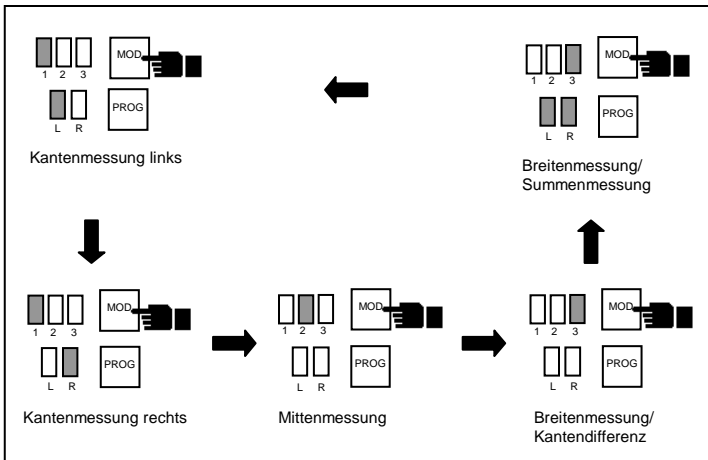 MOD
1 2 3
PROG
L R
Kantenmessung links
MOD
1 2 3
PROG
L R
Breitenmessung/
Summenmessung
MOD
1 2 3
PROG
L R
Kantenmessung rechts
MOD
1 2 3
PROG
L R
Mittenmessung
MOD
1 2 3
PROG
L R
Breitenmessung/
Kantendifferenz